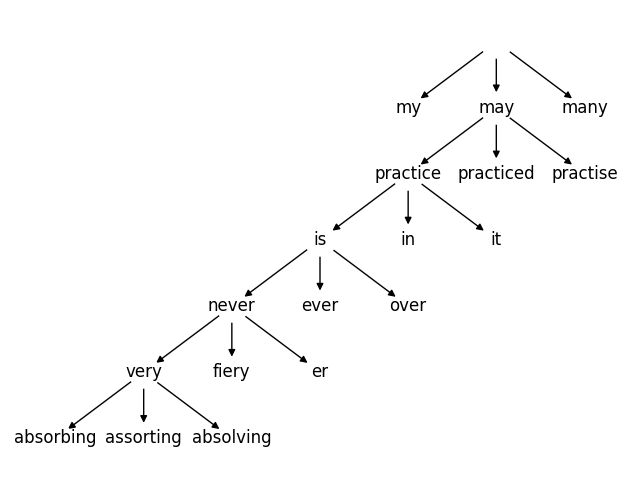 my may many
practice practiced practise
is in it
never ever over
very fiery er
absorbing assorting absolving